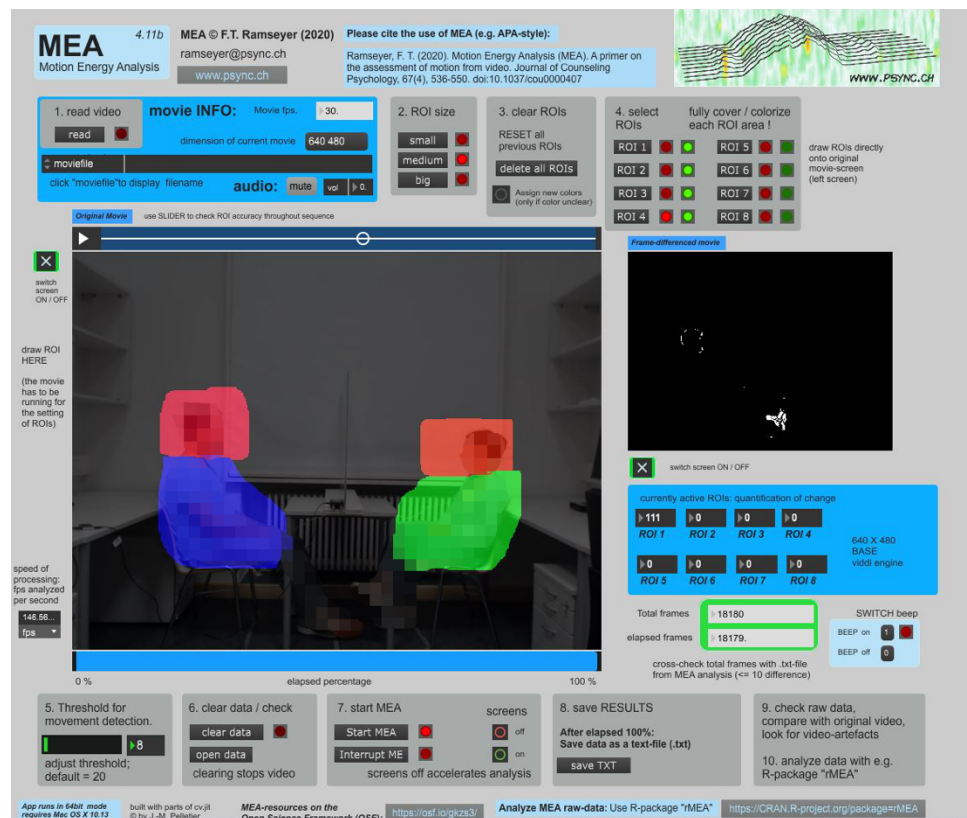 MEA
4.11b
Motion Energy Analysis
MEA © F.T. Ramseyer (2020)
ramseyer@psync.ch
www.psync.ch
Please cite the use of MEA (e.g. APA-style):
Ramseyer, F. T. (2020). Motion Energy Analysis (MEA). A primer on
the assessment of motion from video. Journal of Counseling
Psychology, 67(4), 536-550. doi:10.1037/cou0000407
WWW.PSYNC.CH
1. read video
read
movie INFO:
Movie fps.
30.
dimension of current movie
640 480
moviefile
click "moviefile"to display filename
audio:
mute
vol
0.
2. ROI size
small
medium
big
3. clear ROIs
RESET all
previous ROIs
delete all ROIs
Assign new colors
(only if color unclear)
4. select
ROIs
fully cover / colorize
each ROI area !
ROI 1
ROI 5
ROI 2
ROI 6
ROI 3
ROI 7
ROI 4
ROI 8
draw ROIs directly
onto original
movie-screen
(left screen)
Original Movie
use SLIDER to check ROI accuracy throughout sequence
Frame-differenced movie
switch
screen
ON / OFF
draw ROI
HERE
(the movie
has to be
running for
the setting
of ROIs)
switch screen ON / OFF
currently active ROIs: quantification of change
111
0
0
0
ROI 1
ROI 2
ROI 3
ROI 4
0
0
0
0
ROI 5
ROI 6
ROI 7
ROI 8
640 X 480
BASE
viddl engine
speed of
processing:
fps analyzed
per second
146.56...
fps
Total frames
18180
elapsed frames
18179.
cross-check total frames with .txt-file
from MEA analysis (<= 10 difference)
SWITCH beep
BEEP on
1
BEEP off
0
0 %
elapsed percentage
100 %
5. Threshold for
movement detection.
8
adjust threshold;
default = 20
6. clear data / check
clear data
open data
clearing stops video
7. start MEA
screens
Start MEA
off
Interrupt ME
on
screens off accelerates analysis
8. save RESULTS
After elapsed 100%:
Save data as a text-file (.txt)
save TXT
9. check raw data,
compare with original video,
look for video-artefacts
10. analyze data with e.g.
R-package "rMEA"
App runs in 64bit mode
requires Mac OS X 10.13
built with parts of cv.jit
© by J.-M. Pelletier
MEA-resources on the
Open Science Framework (OSF):
https://osf.io/gkzs3/
Analyze MEA raw-data: Use R-package "rMEA"
https://CRAN.R-project.org/package=rMEA